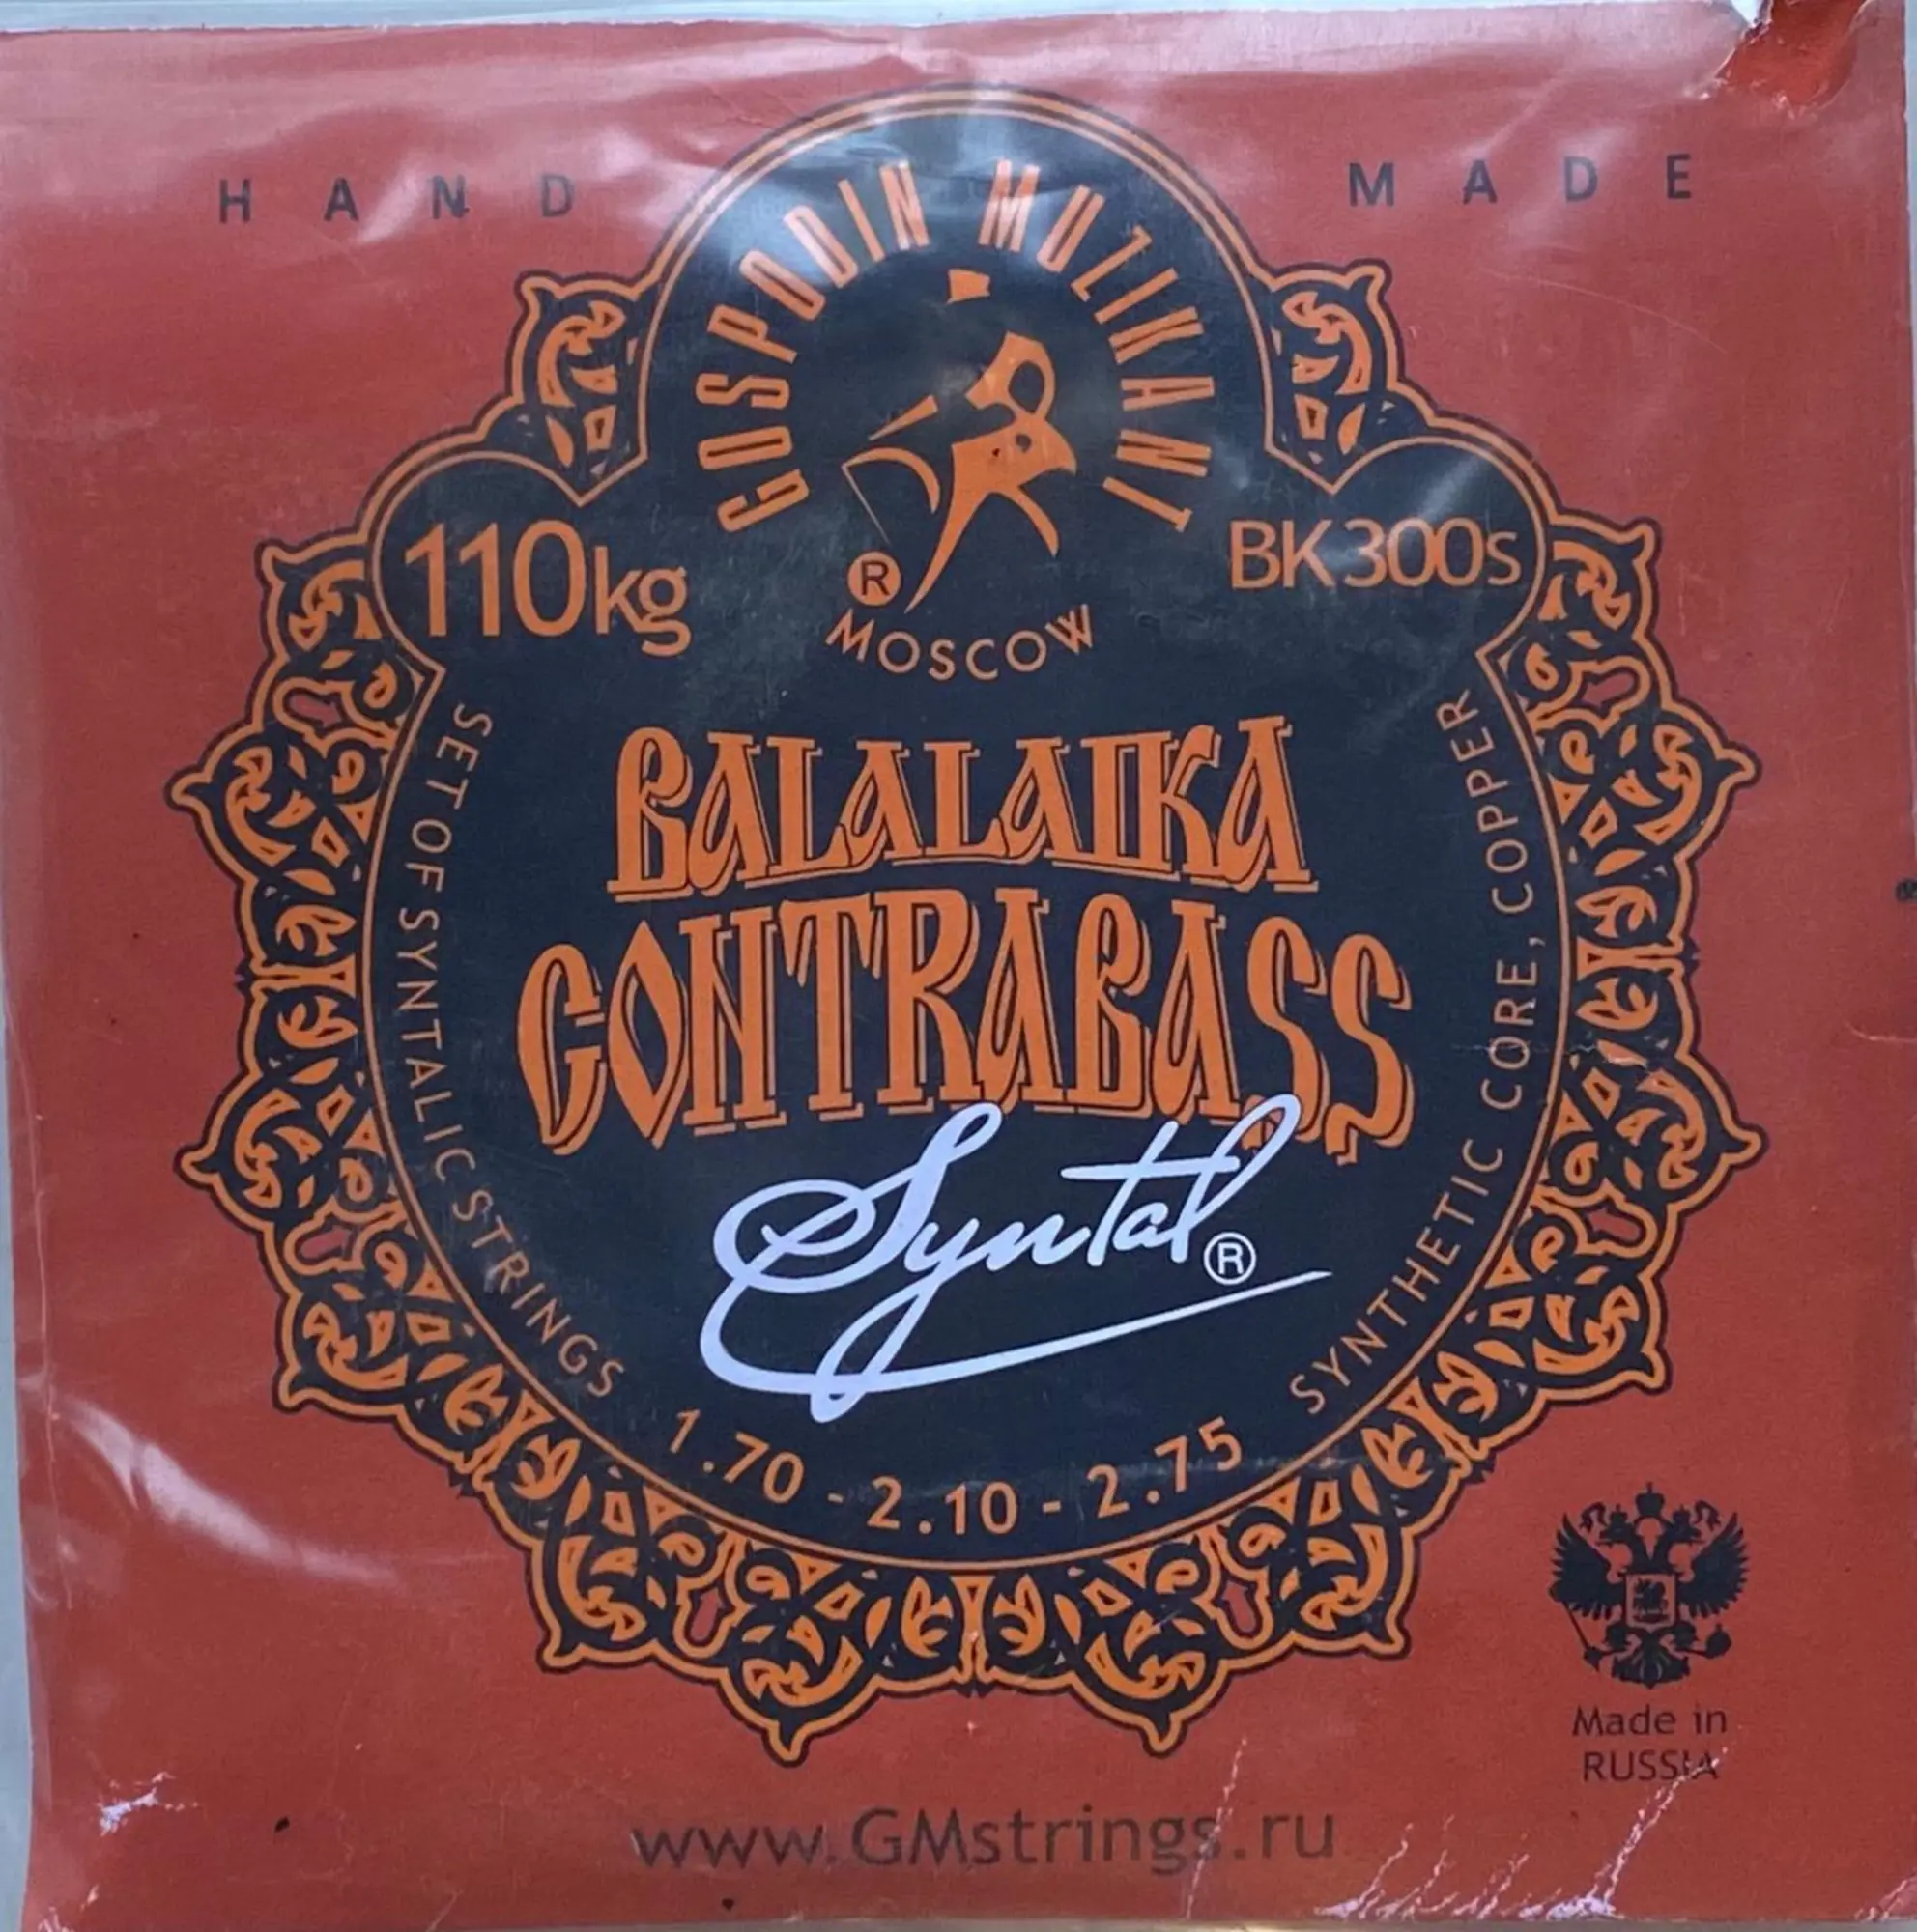 HAND MADE
GOSPODIN MUZIKANT
®
MOSCOW
110kg
BK300s
BALALAIKA
CONTRABASS
Syntal®
SET OF SYNTALIC STRINGS
1.70 - 2.10 - 2.75
SYNTHETIC CORE, COPPER
Made in
RUSSIA
www.GMstrings.ru